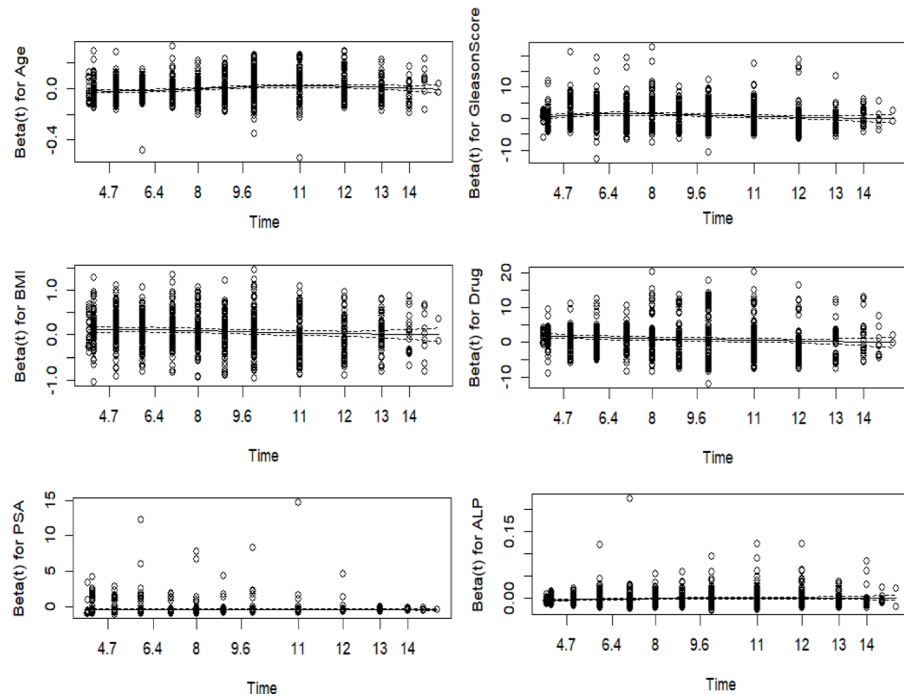 Beta(t) for Age
0.0
-0.4
4.7 6.4 8 9.6 11 12 13 14
Time
Beta(t) for GleasonScore
20
10
0
-10
4.7 6.4 8 9.6 11 12 13 14
Time
Beta(t) for BMI
1.0
0.0
-1.0
4.7 6.4 8 9.6 11 12 13 14
Time
Beta(t) for Drug
20
10
0
-10
4.7 6.4 8 9.6 11 12 13 14
Time
Beta(t) for PSA
15
10
5
0
4.7 6.4 8 9.6 11 12 13 14
Time
Beta(t) for ALP
0.15
0.00
4.7 6.4 8 9.6 11 12 13 14
Time